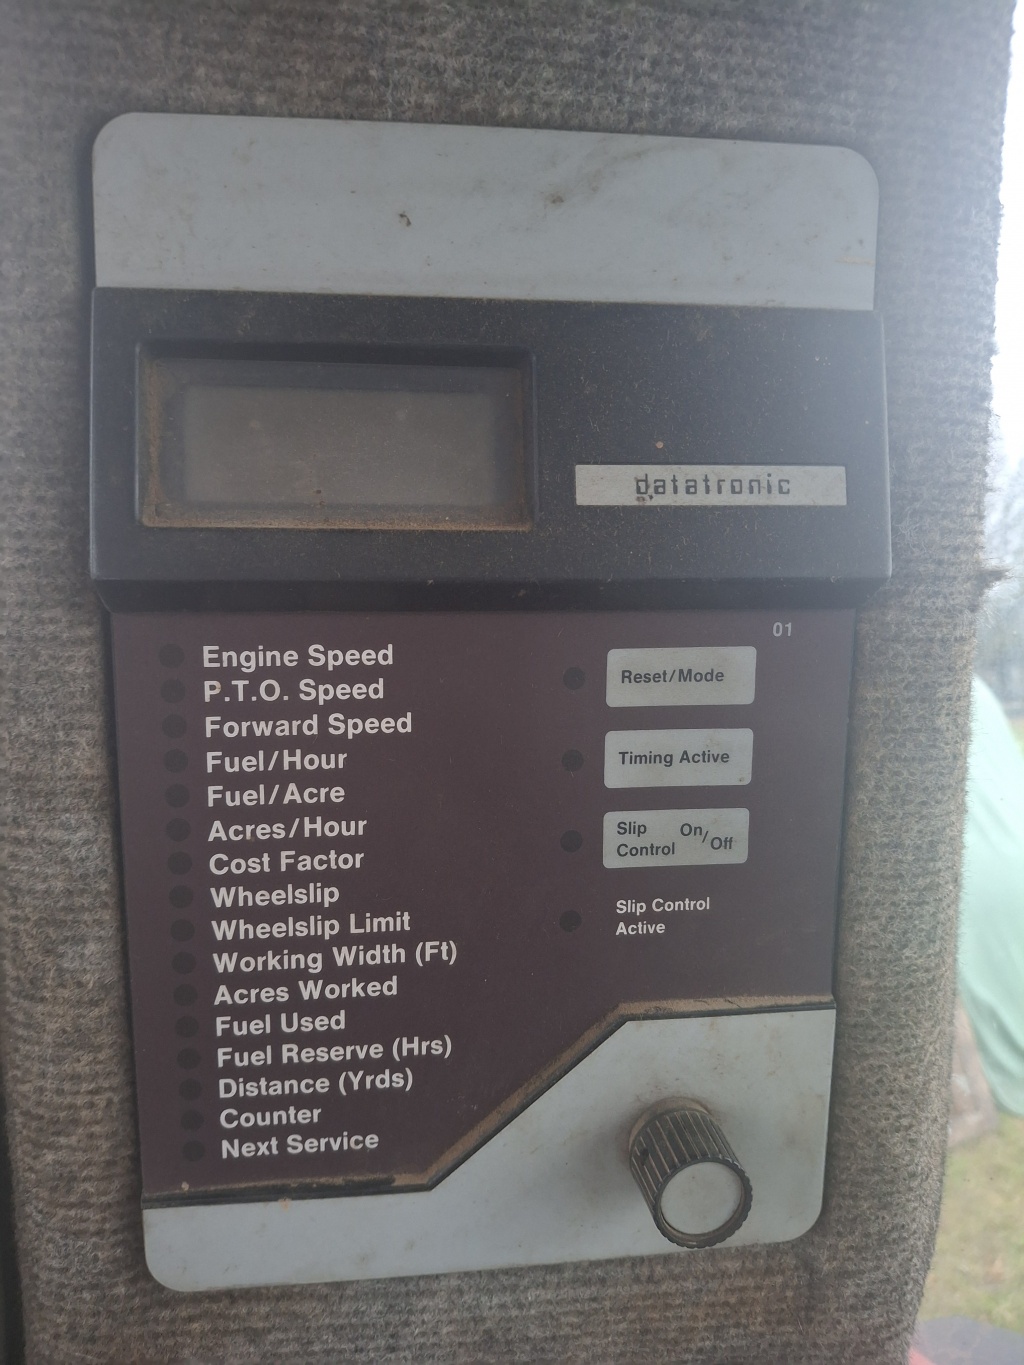 datatronic
01
Engine Speed
P.T.O. Speed
Forward Speed
Fuel/Hour
Fuel/Acre
Acres/Hour
Cost Factor
Wheelslip
Wheelslip Limit
Working Width (Ft)
Acres Worked
Fuel Used
Fuel Reserve (Hrs)
Distance (Yrds)
Counter
Next Service
Reset/Mode
Timing Active
Slip Control On/Off
Slip Control
Active